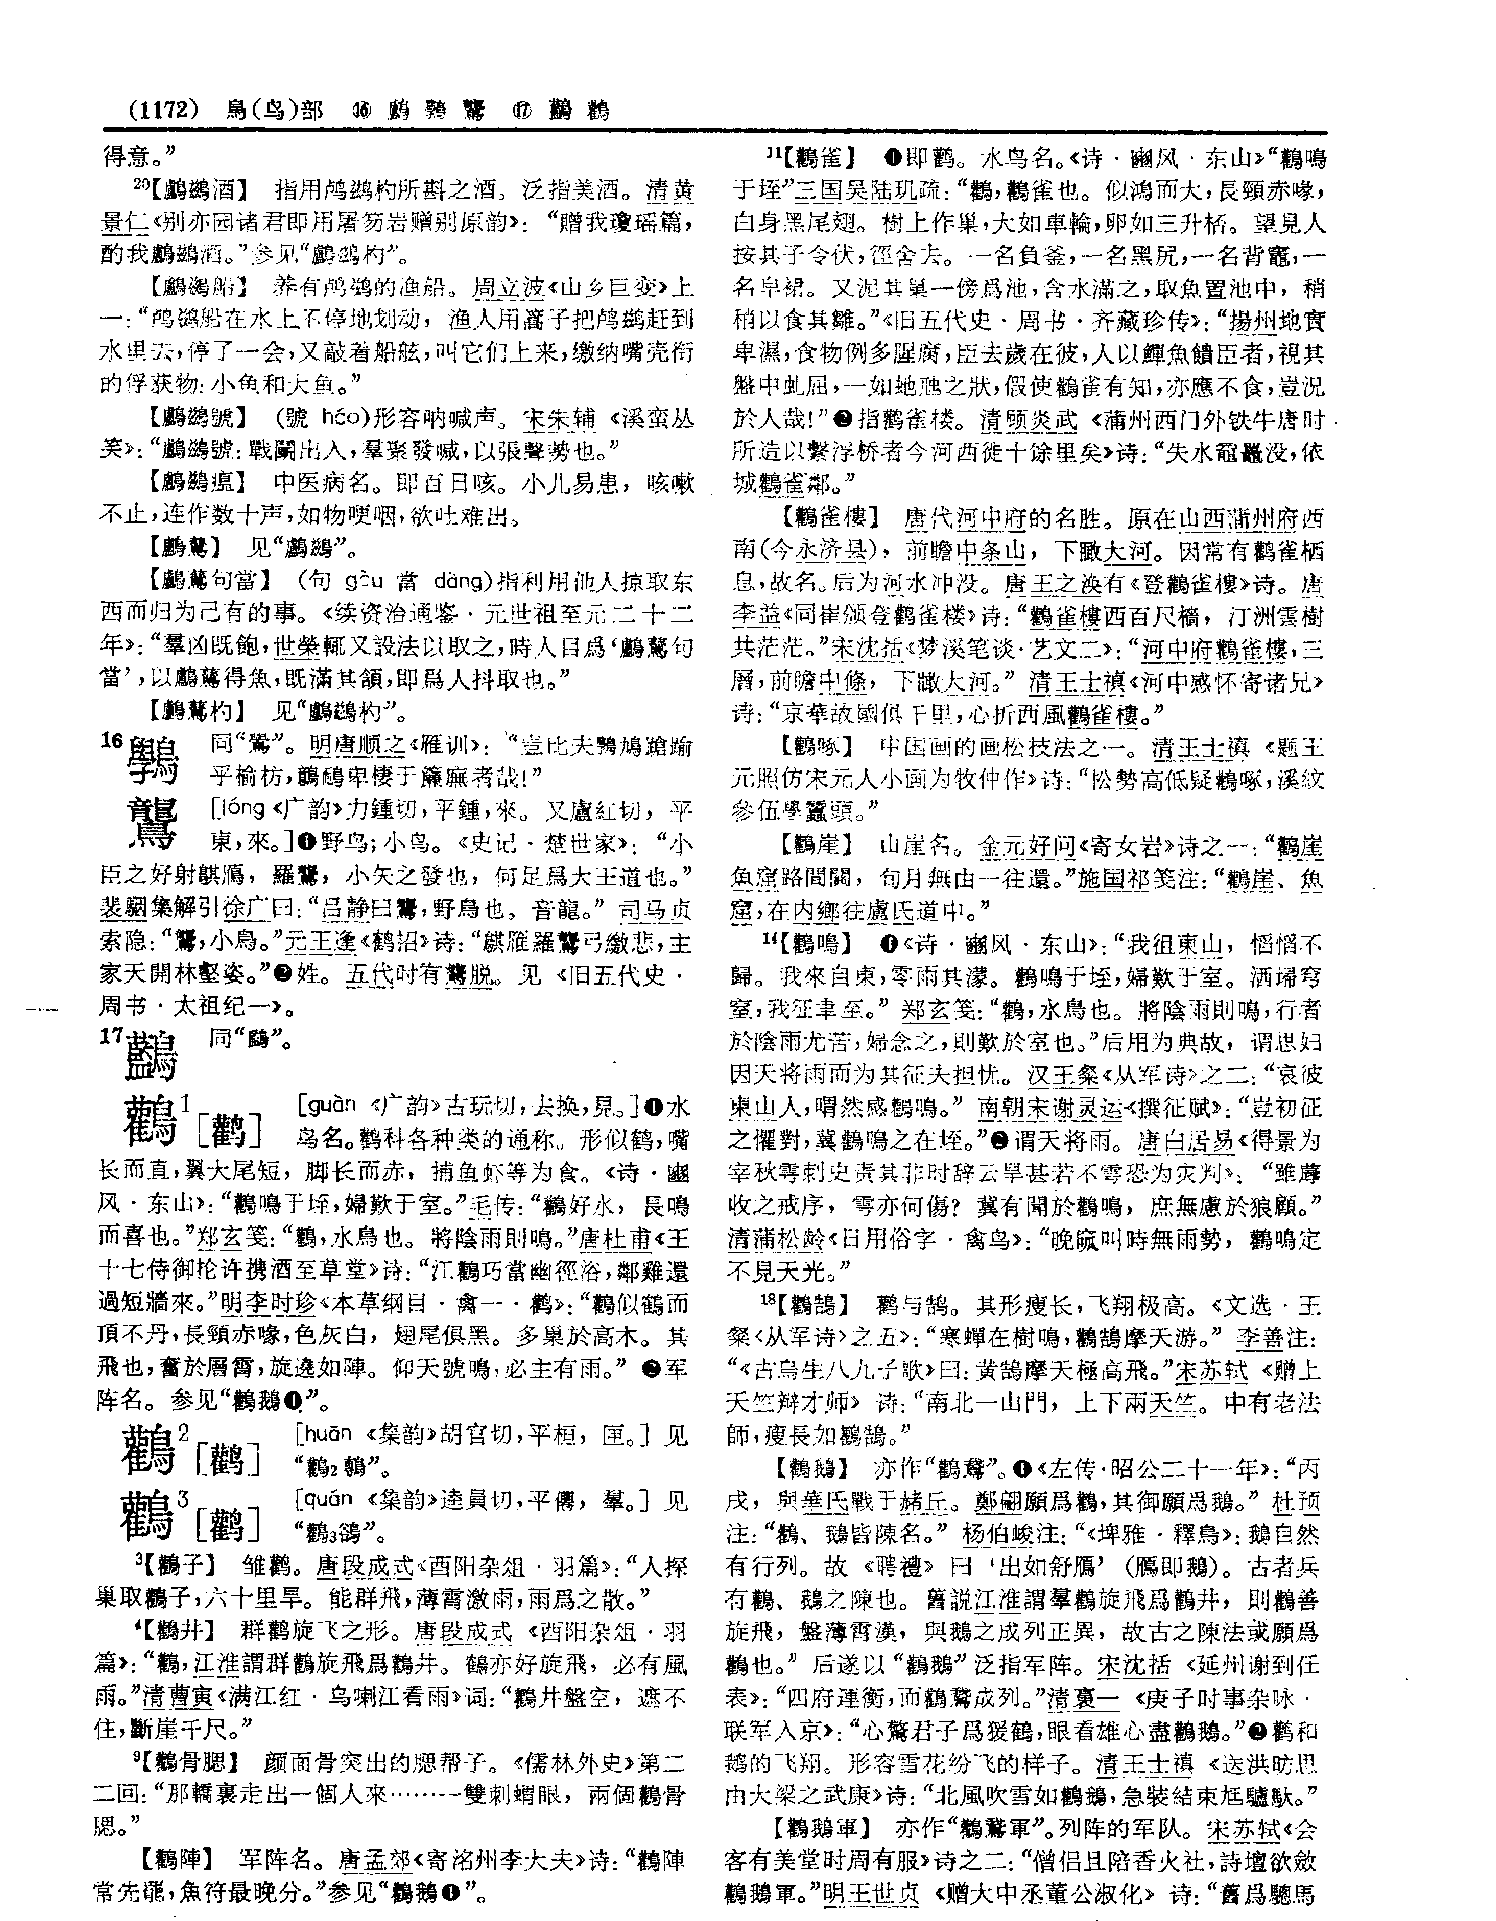 (1172) 鳥(鸟)部 ⑯ 鸕 鷽 鸗 ⑰ 鸛
得意。”
20【鸕鷀酒】 指用鸬鹚杓所斟之酒。泛指美酒。清黄
景仁《别亦园诸君即用屠笏岩赠别原韵》：“贈我瓊瑤篇，
酌我鸕鷀酒。”参见“鸕鷀杓”。
【鸕鷀船】 养有鸬鹚的渔船。周立波《山乡巨变》上
一：“鸬鹚船在水上不停地划动，渔人用篙子把鸬鹚赶到
水里去，停了一会，又敲着船舷，叫它们上来，缴纳嘴壳衔
的俘获物：小鱼和大鱼。”
【鸕鷀號】 (號 háo)形容呐喊声。宋朱辅《溪蛮丛
笑》：“鸕鷀號：戰鬭出入，羣聚發喊，以張聲勢也。”
【鸕鷀瘟】 中医病名。即百日咳。小儿易患，咳嗽
不止，连作数十声，如物哽咽，欲吐难出。
【鸕鶿】 见“鸕鷀”。
【鸕鶿句當】 (句 gòu 當 dàng)指利用他人掠取东
西而归为己有的事。《续资治通鉴·元世祖至元二十二
年》：“羣凶既飽，世榮輒又設法以取之，時人目爲‘鸕鶿句
當’，以鸕鶿得魚，既滿其頷，即爲人抖取也。”
【鸕鶿杓】 见“鸕鷀杓”。
16 鷽 同“鷽”。明唐顺之《雁训》：“豈比夫鷽鳩蹌踰
乎榆枋，鶺鴒卑棲于簾廡者哉！”
鸗 [lóng《广韵》力鍾切，平鍾，來。又盧紅切，平
東，來。]❶野鸟；小鸟。《史记·楚世家》：“小
臣之好射鶀鴈，羅鸗，小矢之發也，何足爲大王道也。”
裴駰集解引徐广曰：“吕静曰鸗，野鳥也。音龍。”司马贞
索隐：“鸗，小鳥。”元王逢《鹤沼》诗：“鶀雁羅鸗弓繳悲，主
家天開林壑姿。”❷姓。五代时有鸗脱。见《旧五代史·
周书·太祖纪一》。
17 同“鷗”。
鸛1[鹳] [guàn《广韵》古玩切，去换，見。]❶水
鸟名。鹳科各种类的通称。形似鹤，嘴
长而直，翼大尾短，脚长而赤，捕鱼虾等为食。《诗·豳
风·东山》：“鸛鳴于垤，婦歎于室。”毛传：“鸛好水，長鳴
而喜也。”郑玄笺：“鸛，水鳥也。將陰雨則鳴。”唐杜甫《王
十七侍御抡许携酒至草堂》诗：“江鸛巧當幽徑浴，鄰雞還
過短牆來。”明李时珍《本草纲目·禽一·鹳》：“鸛似鶴而
頂不丹，長頸赤喙，色灰白，翅尾俱黑。多巢於高木。其
飛也，奮於層霄，旋遶如陣。仰天號鳴，必主有雨。”❷军
阵名。参见“鸛鵝❶”。
鸛2[鹳] [huān《集韵》胡官切，平桓，匣。]见
“鸛2鷒”。
鸛3[鹳] [quán《集韵》逵員切，平僊，羣。]见
“鸛3鵒”。
3【鸛子】 雏鹳。唐段成式《酉阳杂俎·羽篇》：“人探
巢取鸛子，六十里旱。能群飛，薄霄激雨，雨爲之散。”
4【鸛井】 群鹳旋飞之形。唐段成式《酉阳杂俎·羽
篇》：“鸛，江淮謂群鸛旋飛爲鸛井。鶴亦好旋飛，必有風
雨。”清曹寅《满江红·乌喇江看雨》词：“鸛井盤空，遮不
住，斷崖千尺。”
9【鸛骨腮】 颜面骨突出的腮帮子。《儒林外史》第二
二回：“那轎裏走出一個人來………一雙刺蝟眼，兩個鸛骨
腮。”
【鸛陣】 军阵名。唐孟郊《寄洺州李大夫》诗：“鸛陣
常先罷，魚符最晚分。”参见“鸛鵝❶”。
11【鸛雀】 ❶即鹳。水鸟名。《诗·豳风·东山》“鸛鳴
于垤”三国吴陆玑疏：“鸛，鸛雀也。似鴻而大，長頸赤喙，
白身黑尾翅。樹上作巢，大如車輪，卵如三升桮。望見人
按其子令伏，徑舍去。一名負釜，一名黑尻，一名背竈，一
名皁裙。又泥其巢一傍爲池，含水滿之，取魚置池中，稍
稍以食其雛。”《旧五代史·周书·齐藏珍传》：“揚州地實
卑濕，食物例多腥腐，臣去歲在彼，人以鱓魚饋臣者，視其
盤中虬屈，一如虵虺之狀，假使鸛雀有知，亦應不食，豈況
於人哉！”❷指鹳雀楼。清顾炎武《蒲州西门外铁牛唐时
所造以繫浮桥者今河西徙十馀里矣》诗：“失水黿鼉没，依
城鸛雀鄰。”
【鸛雀樓】 唐代河中府的名胜。原在山西蒲州府西
南(今永济县)，前瞻中条山，下瞰大河。因常有鹳雀栖
息，故名。后为河水冲没。唐王之涣有《登鸛雀樓》诗。唐
李益《同崔颁登鹳雀楼》诗：“鸛雀樓西百尺檣，汀洲雲樹
共茫茫。”宋沈括《梦溪笔谈·艺文二》：“河中府鸛雀樓，三
層，前瞻中條，下瞰大河。”清王士禛《河中感怀寄诸兄》
诗：“京華故國俱千里，心折西風鸛雀樓。”
【鸛啄】 中国画的画松技法之一。清王士禛《题王
元照仿宋元人小画为牧仲作》诗：“松勢高低疑鸛啄，溪紋
參伍學蠶頭。”
【鸛崖】 山崖名。金元好问《寄女岩》诗之一：“鸛崖
魚窟路間關，旬月無由一往還。”施国祁笺注：“鸛崖、魚
窟，在内鄉往盧氏道中。”
14【鸛鳴】 ❶《诗·豳风·东山》：“我徂東山，慆慆不
歸。我來自東，零雨其濛。鸛鳴于垤，婦歎于室。洒埽穹
窒，我征聿至。”郑玄笺：“鸛，水鳥也。將陰雨則鳴，行者
於陰雨尤苦，婦念之，則歎於室也。”后用为典故，谓思妇
因天将雨而为其征夫担忧。汉王粲《从军诗》之二：“哀彼
東山人，喟然感鸛鳴。”南朝宋谢灵运《撰征赋》：“豈初征
之懼對，冀鸛鳴之在垤。”❷谓天将雨。唐白居易《得景为
宰秋雩刺史责其非时辞云旱甚若不雩恐为灾判》：“雖蓐
收之戒序，雩亦何傷？冀有聞於鸛鳴，庶無慮於狼顧。”
清蒲松龄《日用俗字·禽鸟》：“晚䳌叫時無雨勢，鸛鳴定
不見天光。”
18【鸛鵠】 鹳与鹄。其形瘦长，飞翔极高。《文选·王
粲〈从军诗〉之五》：“寒蟬在樹鳴，鸛鵠摩天游。”李善注：
“《古烏生八九子歌》曰：黄鵠摩天極高飛。”宋苏轼《赠上
天竺辩才师》诗：“南北一山門，上下兩天竺。中有老法
師，瘦長如鸛鵠。”
【鸛鵝】 亦作“鸛鵞”。❶《左传·昭公二十一年》：“丙
戌，與華氏戰于赭丘。鄭翩願爲鸛，其御願爲鵝。”杜预
注：“鸛、鵝皆陳名。”杨伯峻注：“《埤雅·釋鳥》：鵝自然
有行列。故《聘禮》曰‘出如舒鴈’(鴈即鵝)。古者兵
有鸛、鵝之陳也。舊説江淮謂羣鸛旋飛爲鸛井，則鸛善
旋飛，盤薄霄漢，與鵝之成列正異，故古之陳法或願爲
鸛也。”后遂以“鸛鵝”泛指军阵。宋沈括《延州谢到任
表》：“四府連衡，而鸛鵞成列。”清褒一《庚子时事杂咏·
联军入京》：“心驚君子爲猨鶴，眼看雄心盡鸛鵝。”❷鹳和
鹅的飞翔。形容雪花纷飞的样子。清王士禛《送洪昉思
由大梁之武康》诗：“北風吹雪如鸛鵝，急裝結束尪驢馱。”
【鸛鵝軍】 亦作“鸛鵞軍”。列阵的军队。宋苏轼《会
客有美堂时周有服》诗之二：“僧侣且陪香火社，詩壇欲斂
鸛鵝軍。”明王世贞《赠大中丞董公淑化》诗：“舊爲驄馬